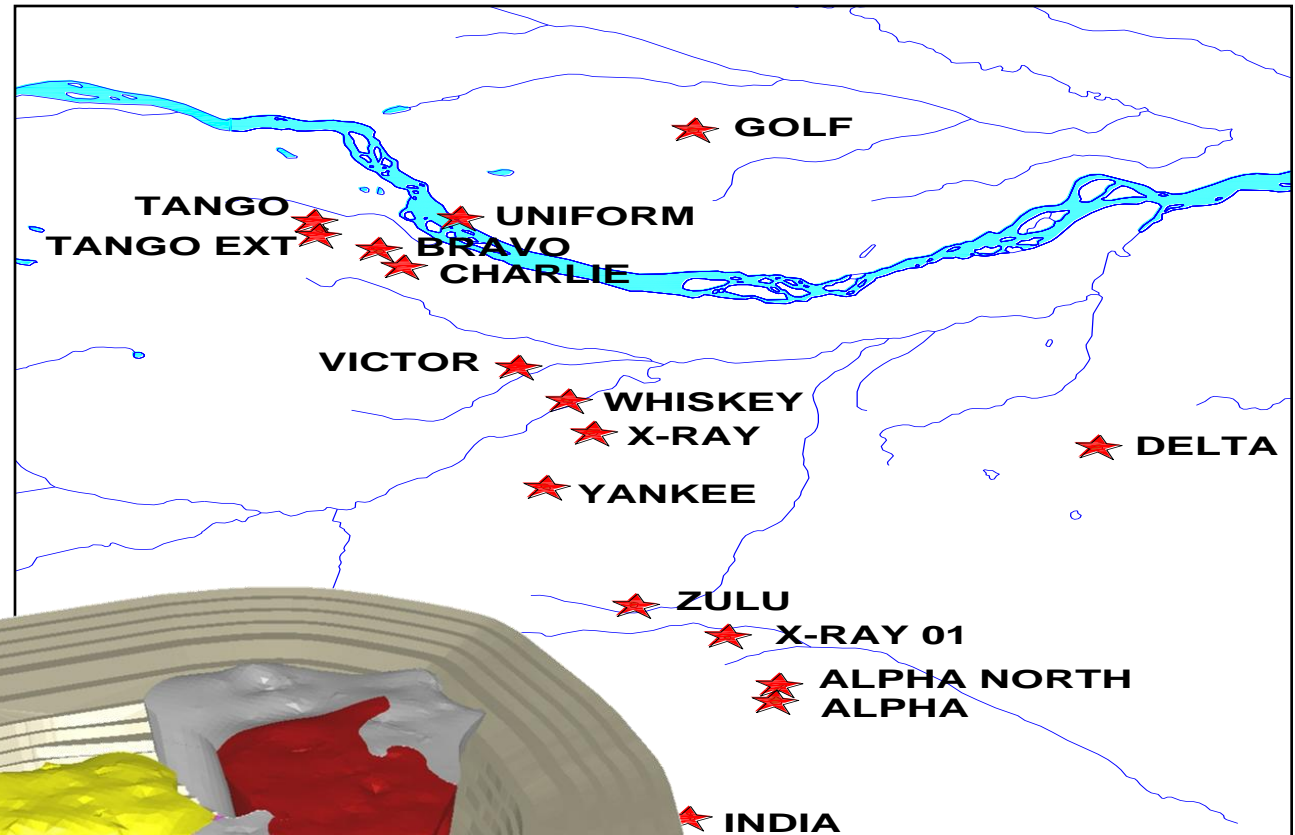 GOLF
TANGO
UNIFORM
TANGO EXT
BRAVO
CHARLIE
VICTOR
WHISKEY
X-RAY
DELTA
YANKEE
ZULU
X-RAY 01
ALPHA NORTH
ALPHA
INDIA